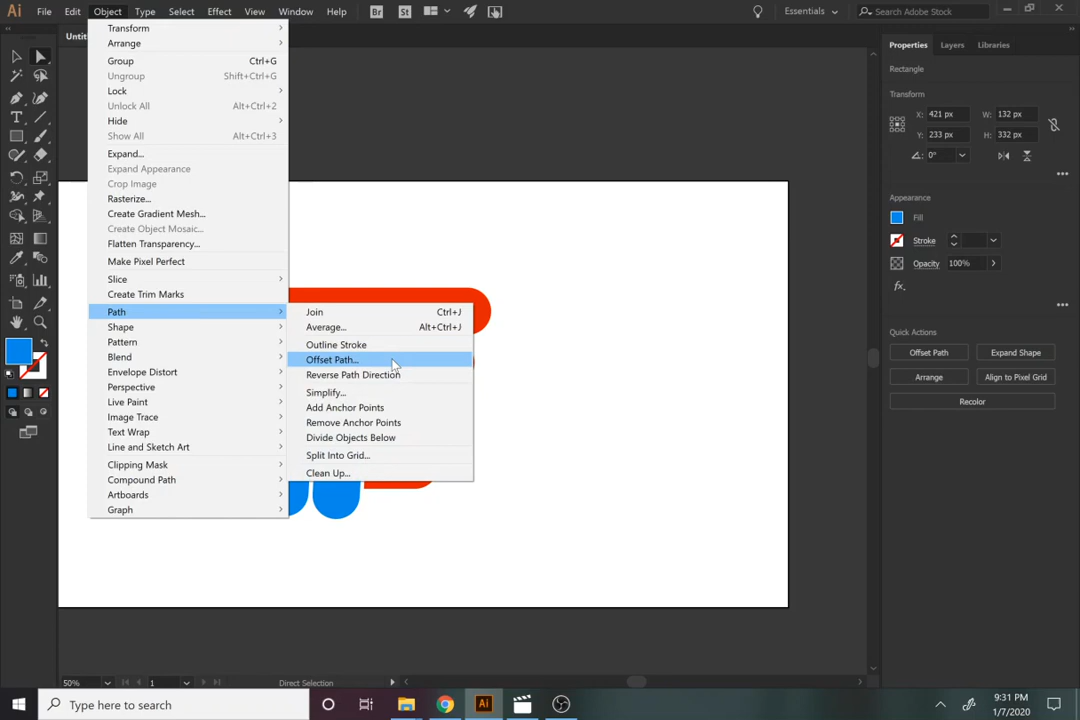 Ai File Edit Object Type Select Effect View Window Help Br St Essentials Search Adobe Stock
Untit
Transform
Arrange
Group Ctrl+G
Ungroup Shift+Ctrl+G
Lock
Unlock All Alt+Ctrl+2
Hide
Show All Alt+Ctrl+3
Expand...
Expand Appearance
Crop Image
Rasterize...
Create Gradient Mesh...
Create Object Mosaic...
Flatten Transparency...
Make Pixel Perfect
Slice
Create Trim Marks
Path
Shape
Pattern
Blend
Envelope Distort
Perspective
Live Paint
Image Trace
Text Wrap
Line and Sketch Art
Clipping Mask
Compound Path
Artboards
Graph
Join Ctrl+J
Average... Alt+Ctrl+J
Outline Stroke
Offset Path...
Reverse Path Direction
Simplify...
Add Anchor Points
Remove Anchor Points
Divide Objects Below
Split Into Grid...
Clean Up...
Properties Layers Libraries
Rectangle
Transform
X: 421 px W: 132 px
Y: 233 px H: 332 px
0°
Appearance
Fill
Stroke
Opacity 100%
fx
Quick Actions
Offset Path Expand Shape
Arrange Align to Pixel Grid
Recolor
50% 1 Direct Selection
Type here to search Ai 9:31 PM
1/7/2020